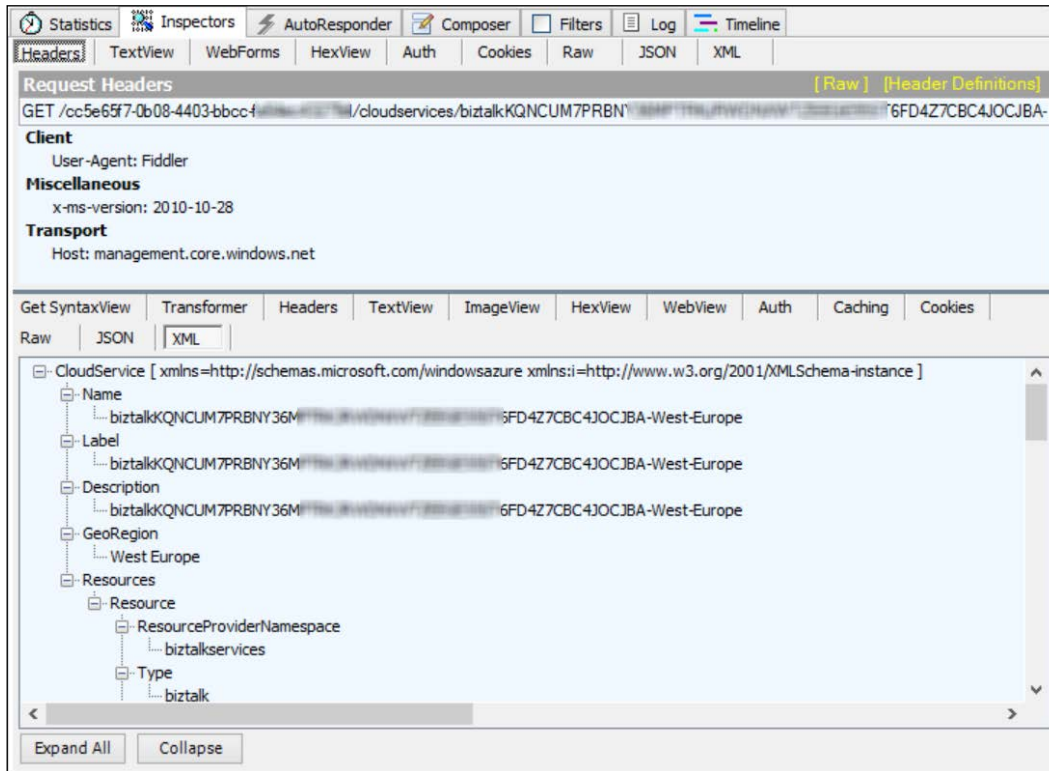 Statistics Inspectors AutoResponder Composer Filters Log Timeline
Headers TextView WebForms HexView Auth Cookies Raw JSON XML
Request Headers [ Raw ] [Header Definitions]
GET /cc5e65f7-0b08-4403-bbcc-f /cloudservices/biztalkKQNCUM7PRBNY 6FD4Z7CBC4JOCJBA-
Client
User-Agent: Fiddler
Miscellaneous
x-ms-version: 2010-10-28
Transport
Host: management.core.windows.net
Get SyntaxView Transformer Headers TextView ImageView HexView WebView Auth Caching Cookies
Raw JSON XML
CloudService [ xmlns=http://schemas.microsoft.com/windowsazure xmlns:i=http://www.w3.org/2001/XMLSchema-instance ]
Name
biztalkKQNCUM7PRBNY36M 6FD4Z7CBC4JOCJBA-West-Europe
Label
biztalkKQNCUM7PRBNY36M 6FD4Z7CBC4JOCJBA-West-Europe
Description
biztalkKQNCUM7PRBNY36M 6FD4Z7CBC4JOCJBA-West-Europe
GeoRegion
West Europe
Resources
Resource
ResourceProviderNamespace
biztalkservices
Type
biztalk
Expand All Collapse